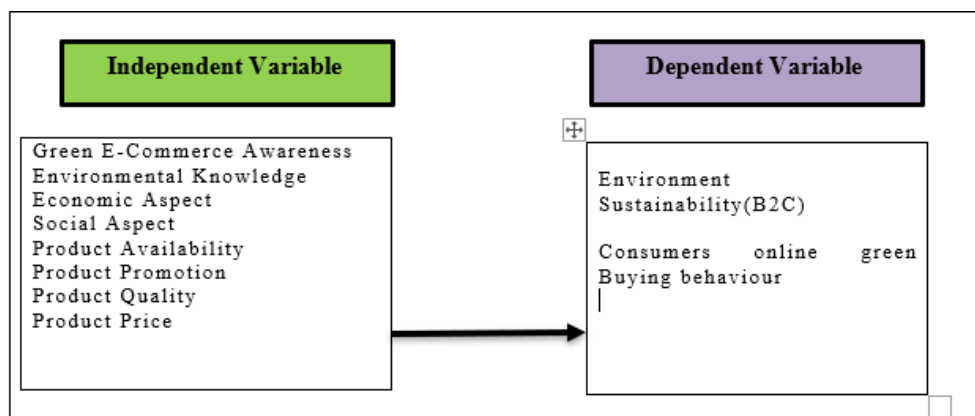 Independent Variable
Dependent Variable
Green E-Commerce Awareness
Environmental Knowledge
Economic Aspect
Social Aspect
Product Availability
Product Promotion
Product Quality
Product Price
Environment
Sustainability(B2C)
Consumers online green
Buying behaviour